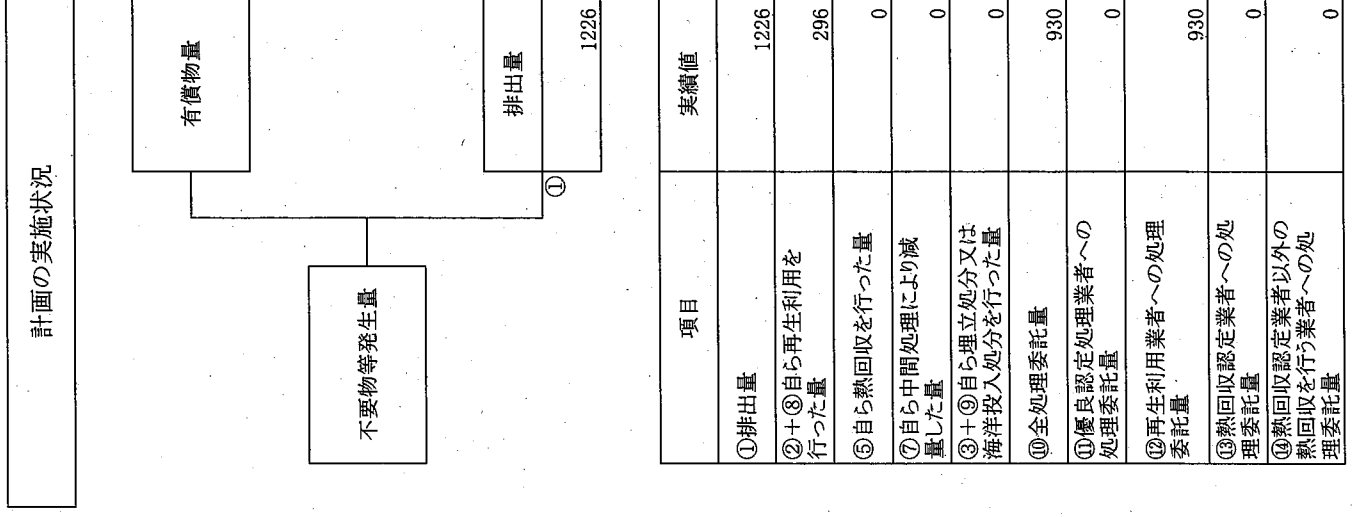 計画の実施状況
有償物量
不要物等発生量
排出量
①
1226
項目
実績値
①排出量
1226
②+⑧自ら再生利用を
行った量
296
⑤自ら熱回収を行った量
0
⑦自ら中間処理により減
量した量
0
③+⑨自ら埋立処分又は
海洋投入処分を行った量
0
⑩全処理委託量
930
⑪優良認定処理業者への
処理委託量
0
⑫再生利用業者への処理
委託量
930
⑬熱回収認定業者への処
理委託量
0
⑭熱回収認定業者以外の
熱回収を行う業者への処
理委託量
0